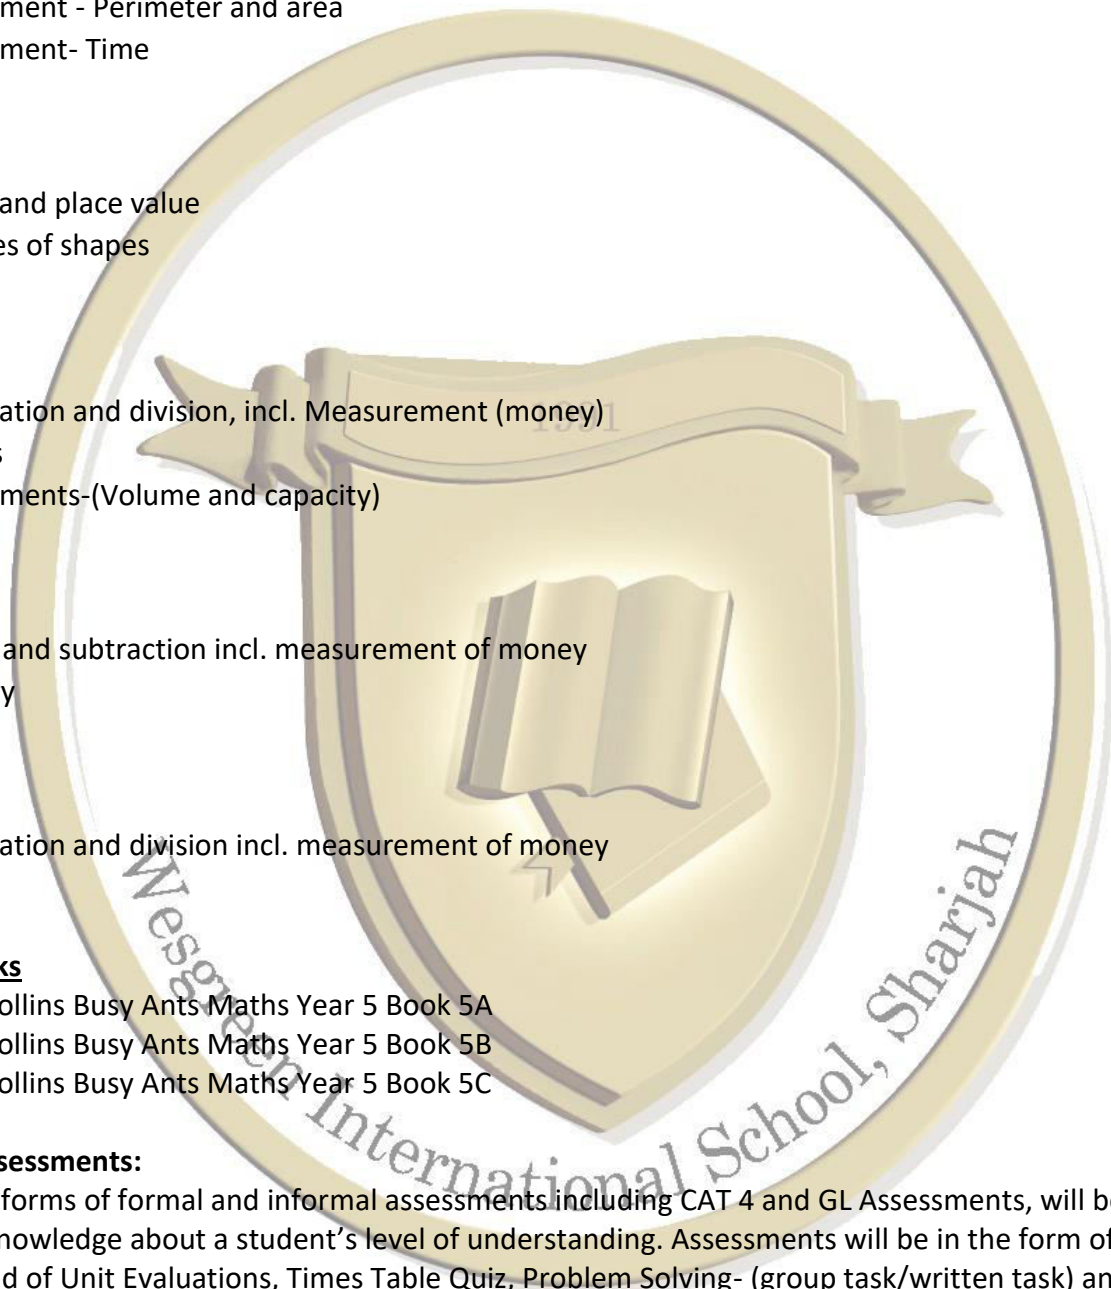 ment - Perimeter and area
ment- Time
and place value
es of shapes
ation and division, incl. Measurement (money)
1991
s
ments-(Volume and capacity)
and subtraction incl. measurement of money
y
ation and division incl. measurement of money
ks
ollins Busy Ants Maths Year 5 Book 5A
ollins Busy Ants Maths Year 5 Book 5B
ollins Busy Ants Maths Year 5 Book 5C
sessments:
forms of formal and informal assessments including CAT 4 and GL Assessments, will b
nowledge about a student’s level of understanding. Assessments will be in the form of
d of Unit Evaluations, Times Table Quiz, Problem Solving- (group task/written task) an
Wesgreen International School, Sharjah